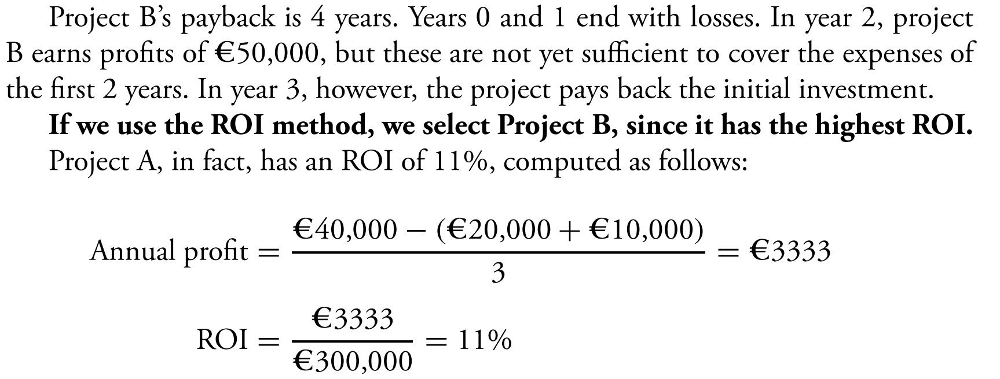 Project B’s payback is 4 years. Years 0 and 1 end with losses. In year 2, project
B earns profits of €50,000, but these are not yet sufficient to cover the expenses of
the first 2 years. In year 3, however, the project pays back the initial investment.
If we use the ROI method, we select Project B, since it has the highest ROI.
Project A, in fact, has an ROI of 11%, computed as follows:
Annual profit = €40,000 − (€20,000 + €10,000) / 3 = €3333
ROI = €3333 / €300,000 = 11%